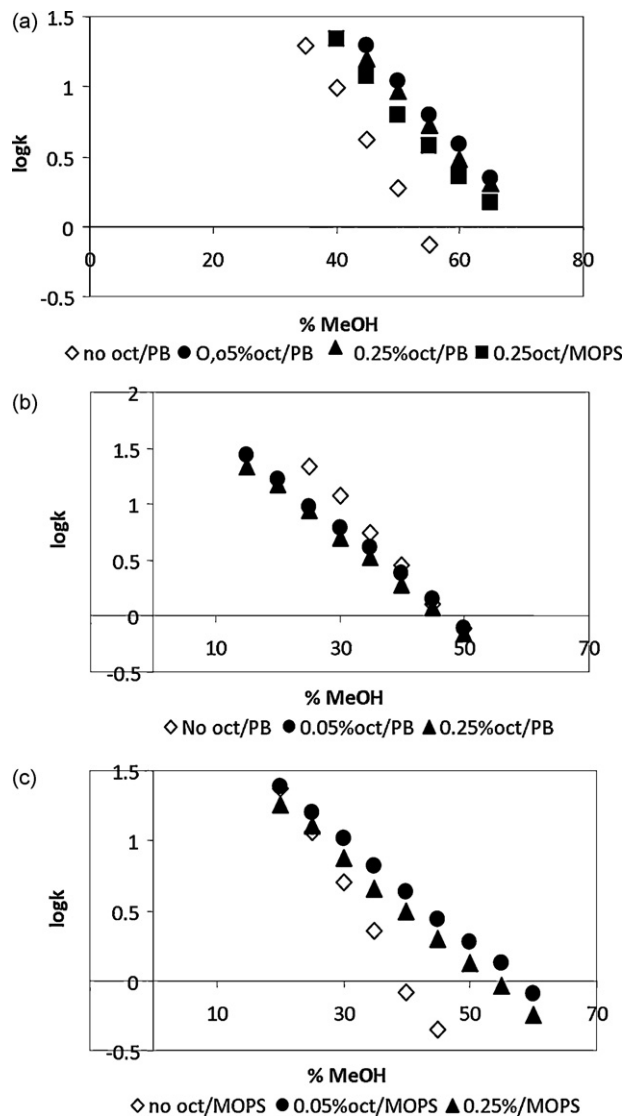 (a)
1.5
1
0.5
0
-0.5
logk
0 20 40 60 80
% MeOH
◇ no oct/PB ● O,o5%oct/PB ▲ 0.25%oct/PB ■ 0.25oct/MOPS
(b)
2
1.5
1
0.5
0
-0.5
logk
10 30 50 70
% MeOH
◇ No oct/PB ● 0.05%oct/PB ▲ 0.25%oct/PB
(c)
1.5
1
0.5
0
-0.5
logk
10 30 50 70
% MeOH
◇ no oct/MOPS ● 0.05%oct/MOPS ▲ 0.25%/MOPS